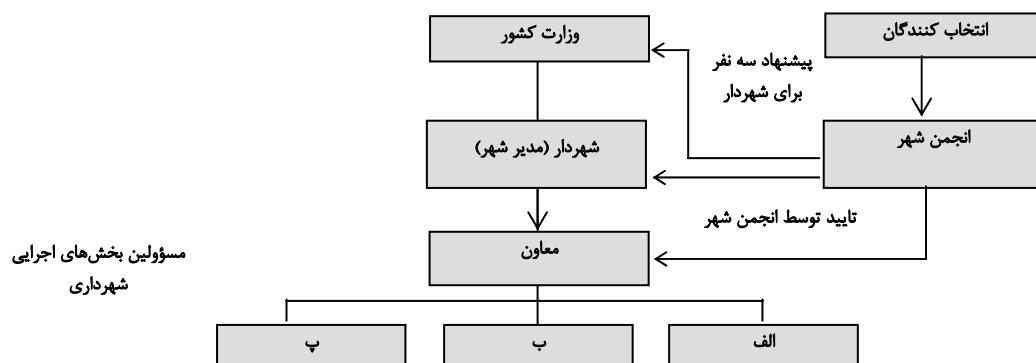 انتخاب کنندگان
وزارت کشور
پیشنهاد سه نفر
برای شهردار
انجمن شهر
شهردار (مدیر شهر)
تایید توسط انجمن شهر
معاون
مسؤولین بخش‌های اجرایی
شهرداری
الف
ب
پ